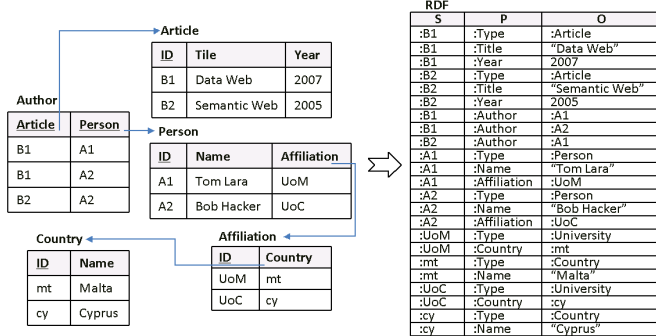 Article
ID Tile Year
B1 Data Web 2007
B2 Semantic Web 2005
Author
Article Person
B1 A1
B1 A2
B2 A2
Person
ID Name Affiliation
A1 Tom Lara UoM
A2 Bob Hacker UoC
Country
ID Name
mt Malta
cy Cyprus
Affiliation
ID Country
UoM mt
UoC cy
RDF
S P O
:B1 :Type :Article
:B1 :Title “Data Web”
:B1 :Year 2007
:B2 :Type :Article
:B2 :Title “Semantic Web”
:B2 :Year 2005
:B1 :Author :A1
:B1 :Author :A2
:B2 :Author :A1
:A1 :Type :Person
:A1 :Name “Tom Lara”
:A1 :Affiliation :UoM
:A2 :Type :Person
:A2 :Name “Bob Hacker”
:A2 :Affiliation :UoC
:UoM :Type :University
:UoM :Country :mt
:mt :Type :Country
:mt :Name “Malta”
:UoC :Type :University
:UoC :Country :cy
:cy :Type :Country
:cy :Name “Cyprus”